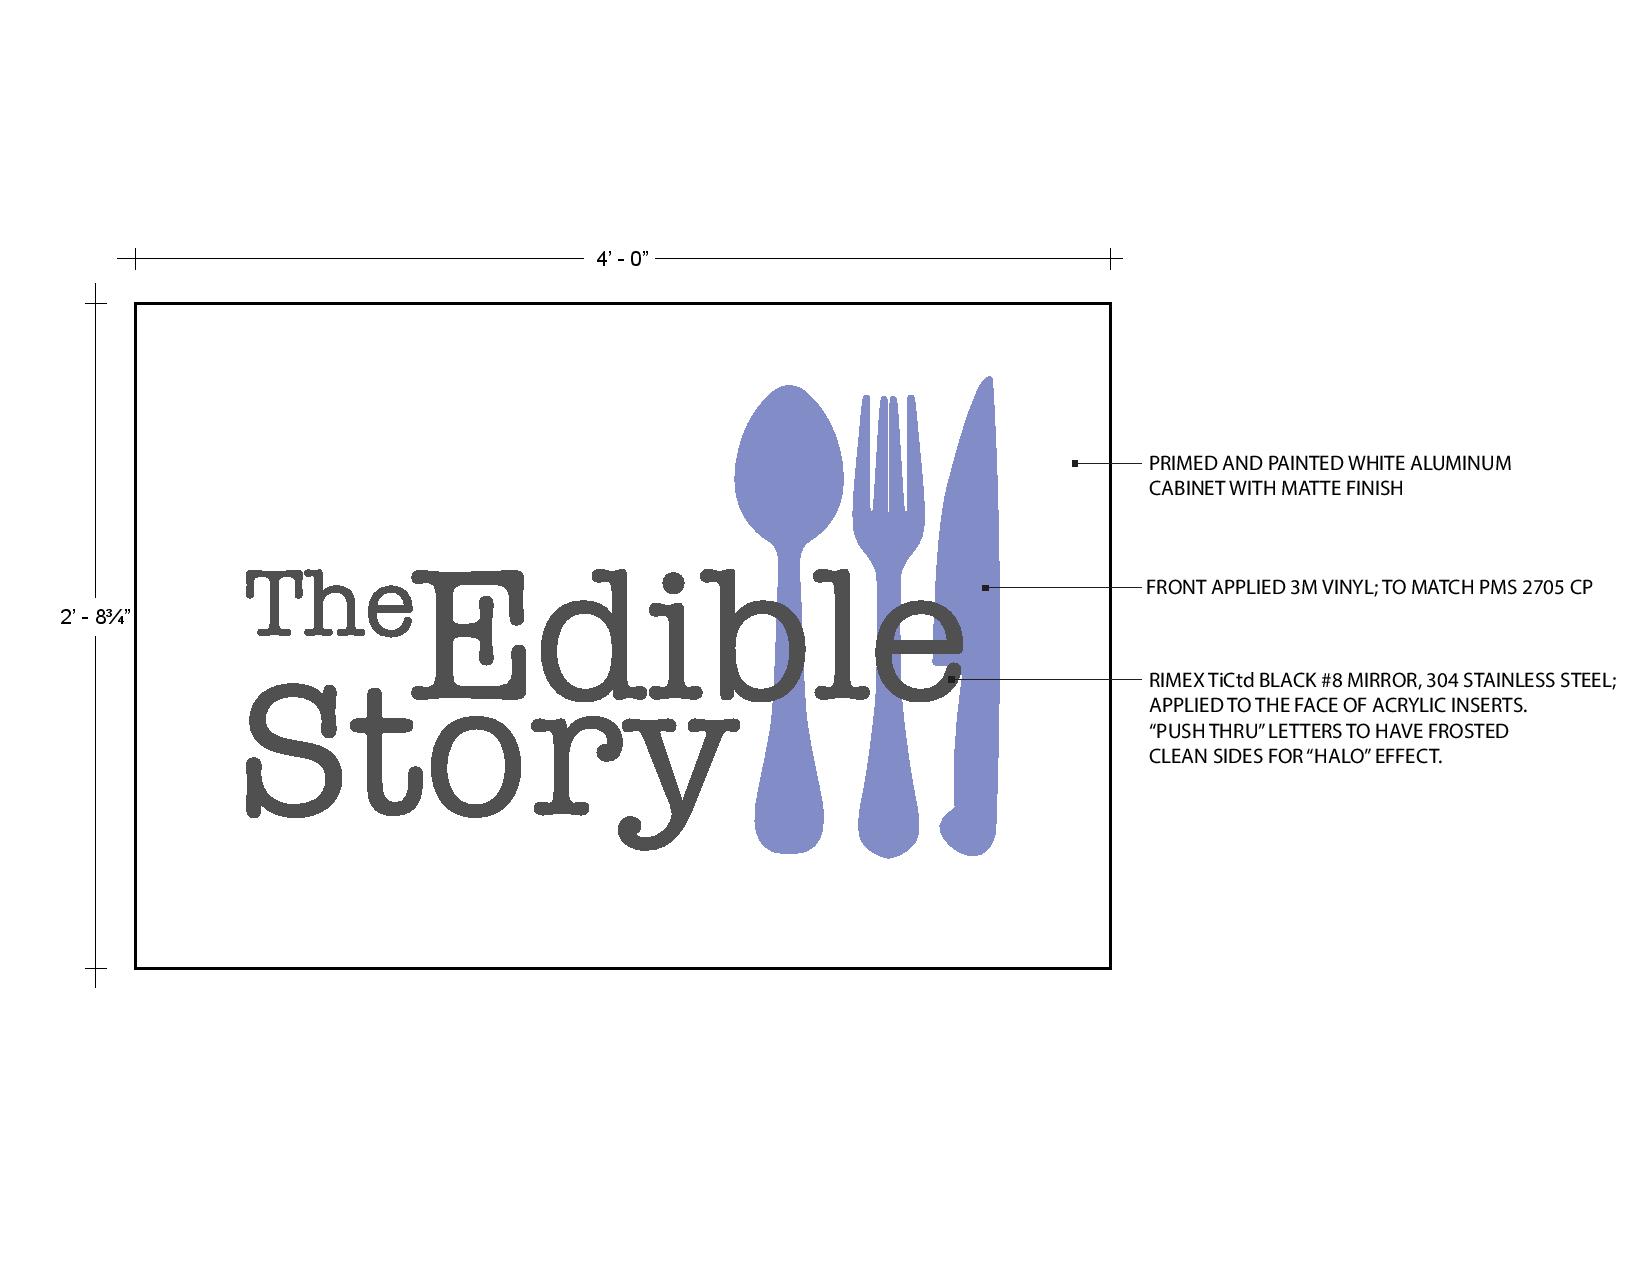 4’ - 0”
2’ - 8¾”
The Edible
Story
PRIMED AND PAINTED WHITE ALUMINUM
CABINET WITH MATTE FINISH
FRONT APPLIED 3M VINYL; TO MATCH PMS 2705 CP
RIMEX TiCtd BLACK #8 MIRROR, 304 STAINLESS STEEL;
APPLIED TO THE FACE OF ACRYLIC INSERTS.
“PUSH THRU” LETTERS TO HAVE FROSTED
CLEAN SIDES FOR “HALO” EFFECT.